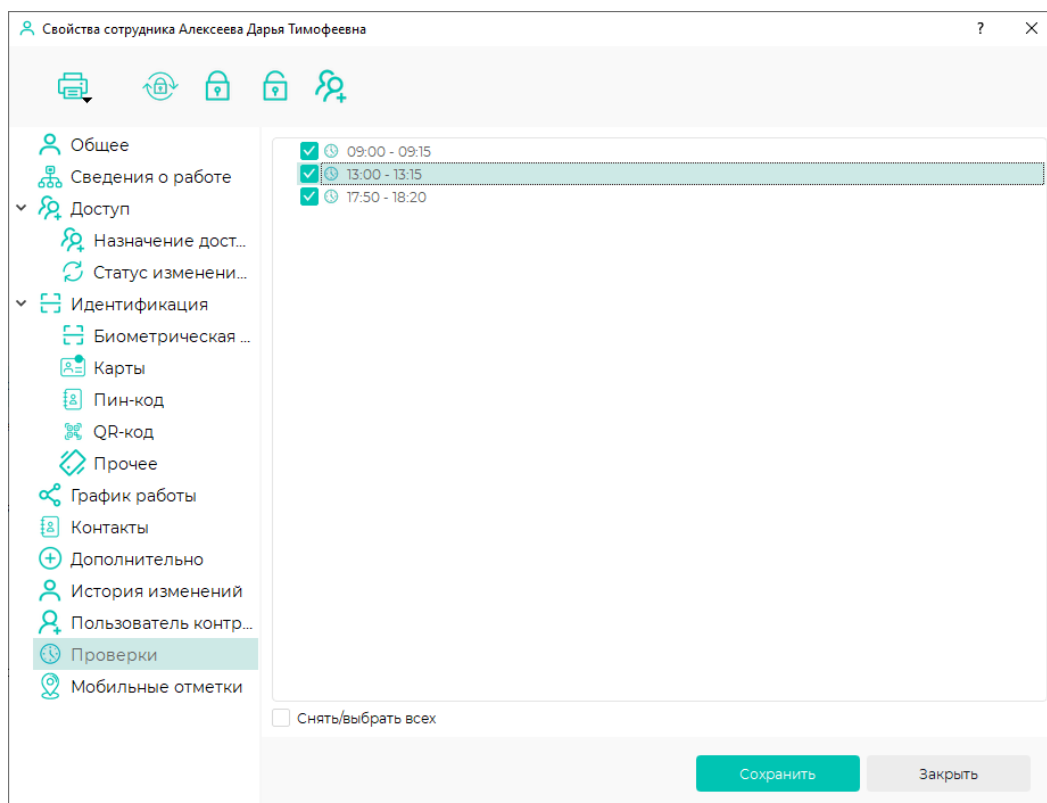 Свойства сотрудника Алексеева Дарья Тимофеевна
?
Общее
Сведения о работе
Доступ
Назначение дост...
Статус изменени...
Идентификация
Биометрическая ...
Карты
Пин-код
QR-код
Прочее
График работы
Контакты
Дополнительно
История изменений
Пользователь контр...
Проверки
Мобильные отметки
09:00 - 09:15
13:00 - 13:15
17:50 - 18:20
Снять/выбрать всех
Сохранить
Закрыть